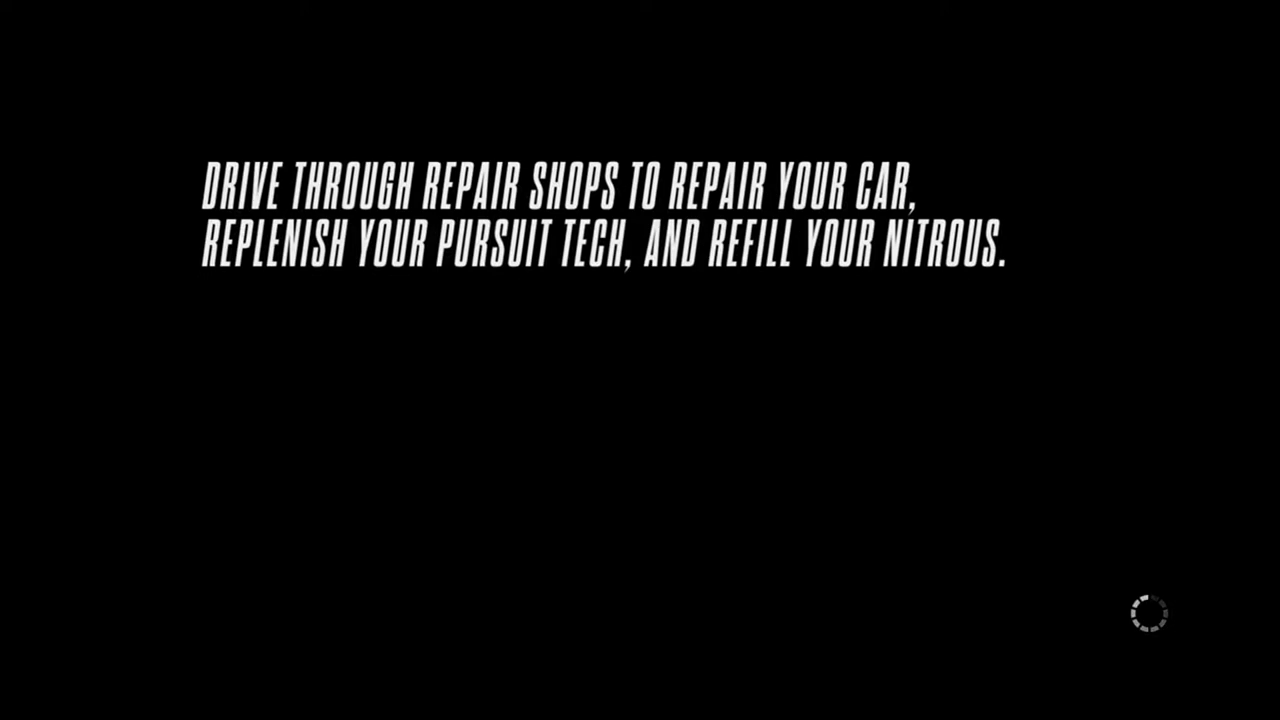 DRIVE THROUGH REPAIR SHOPS TO REPAIR YOUR CAR,
REPLENISH YOUR PURSUIT TECH, AND REFILL YOUR NITROUS.